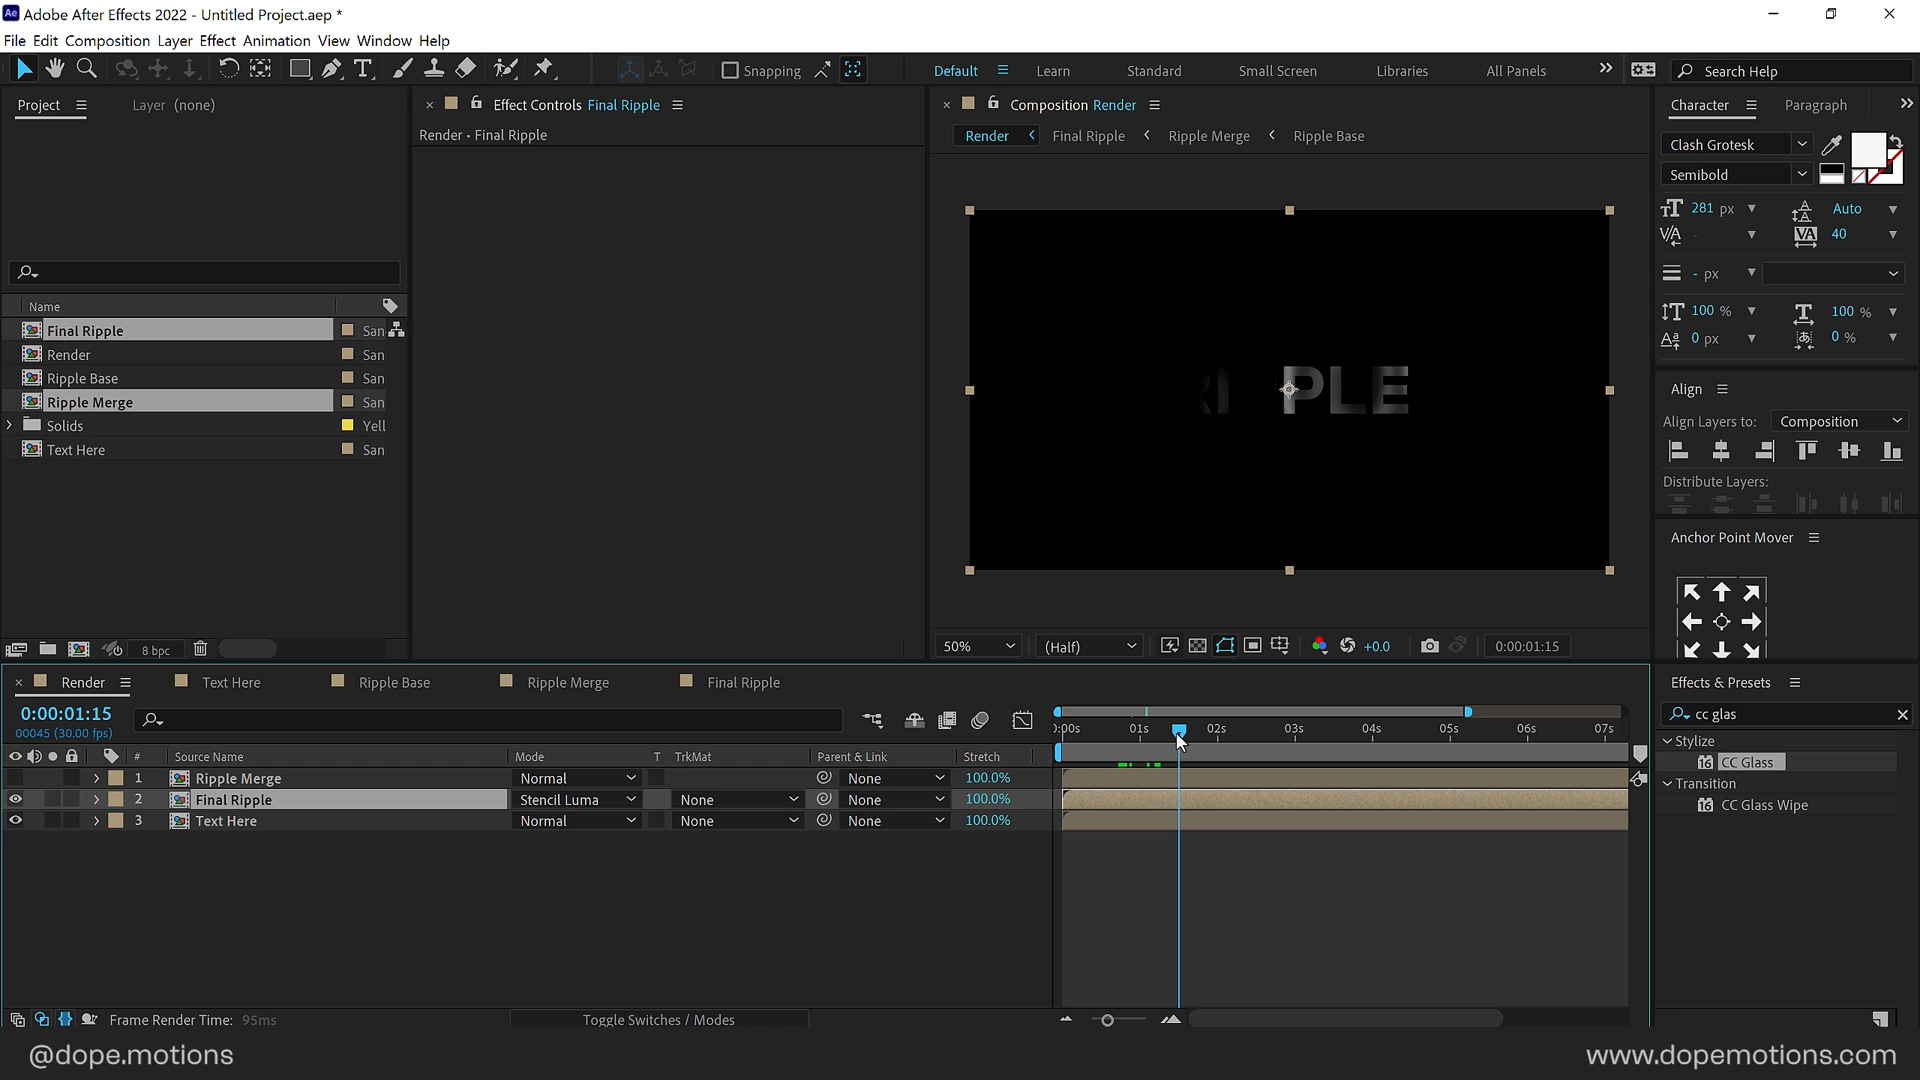 Adobe After Effects 2022 - Untitled Project.aep *
File Edit Composition Layer Effect Animation View Window Help
Snapping
Default
Learn
Standard
Small Screen
Libraries
All Panels
Search Help
Project
Layer (none)
Effect Controls Final Ripple
Render • Final Ripple
Composition Render
Render
Final Ripple
Ripple Merge
Ripple Base
Character
Paragraph
Clash Grotesk
Semibold
281 px
Auto
40
- px
100 %
100 %
0 px
0 %
Align
Align Layers to:
Composition
Distribute Layers:
Anchor Point Mover
Name
Final Ripple San
Render San
Ripple Base San
Ripple Merge San
Solids Yell
Text Here San
RI PLE
8 bpc
50%
(Half)
+0.0
0:00:01:15
Render
Text Here
Ripple Base
Ripple Merge
Final Ripple
0:00:01:15
00045 (30.00 fps)
# Source Name Mode T TrkMat Parent & Link Stretch
1 Ripple Merge Normal None 100.0%
2 Final Ripple Stencil Luma None None 100.0%
3 Text Here Normal None None 100.0%
):00s 01s 02s 03s 04s 05s 06s 07s
Effects & Presets
cc glas
Stylize
CC Glass
Transition
CC Glass Wipe
Frame Render Time: 95ms
Toggle Switches / Modes
@dope.motions
www.dopemotions.com